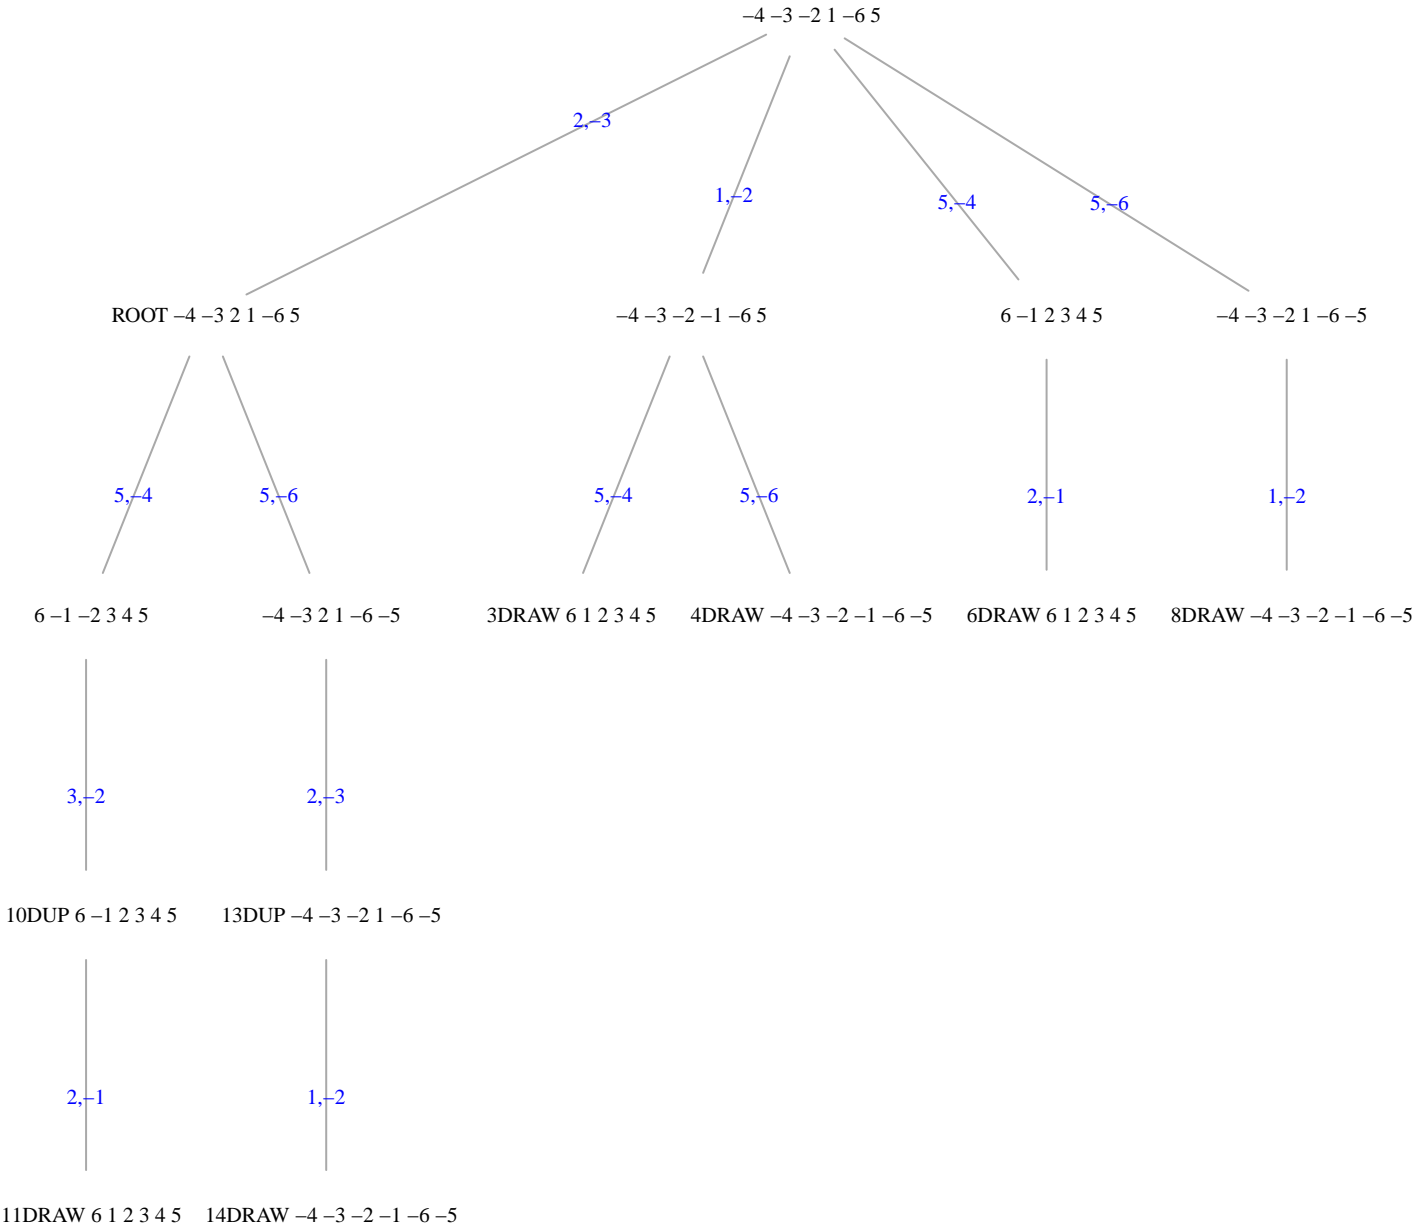 –4 –3 –2 1 –6 5
2,–3
1,–2
5,–4
5,–6
ROOT –4 –3 2 1 –6 5
–4 –3 –2 –1 –6 5
6 –1 2 3 4 5
–4 –3 –2 1 –6 –5
5,–4
5,–6
5,–4
5,–6
2,–1
1,–2
6 –1 –2 3 4 5
–4 –3 2 1 –6 –5
3DRAW 6 1 2 3 4 5
4DRAW –4 –3 –2 –1 –6 –5
6DRAW 6 1 2 3 4 5
8DRAW –4 –3 –2 –1 –6 –5
3,–2
2,–3
10DUP 6 –1 2 3 4 5
13DUP –4 –3 –2 1 –6 –5
2,–1
1,–2
11DRAW 6 1 2 3 4 5
14DRAW –4 –3 –2 –1 –6 –5